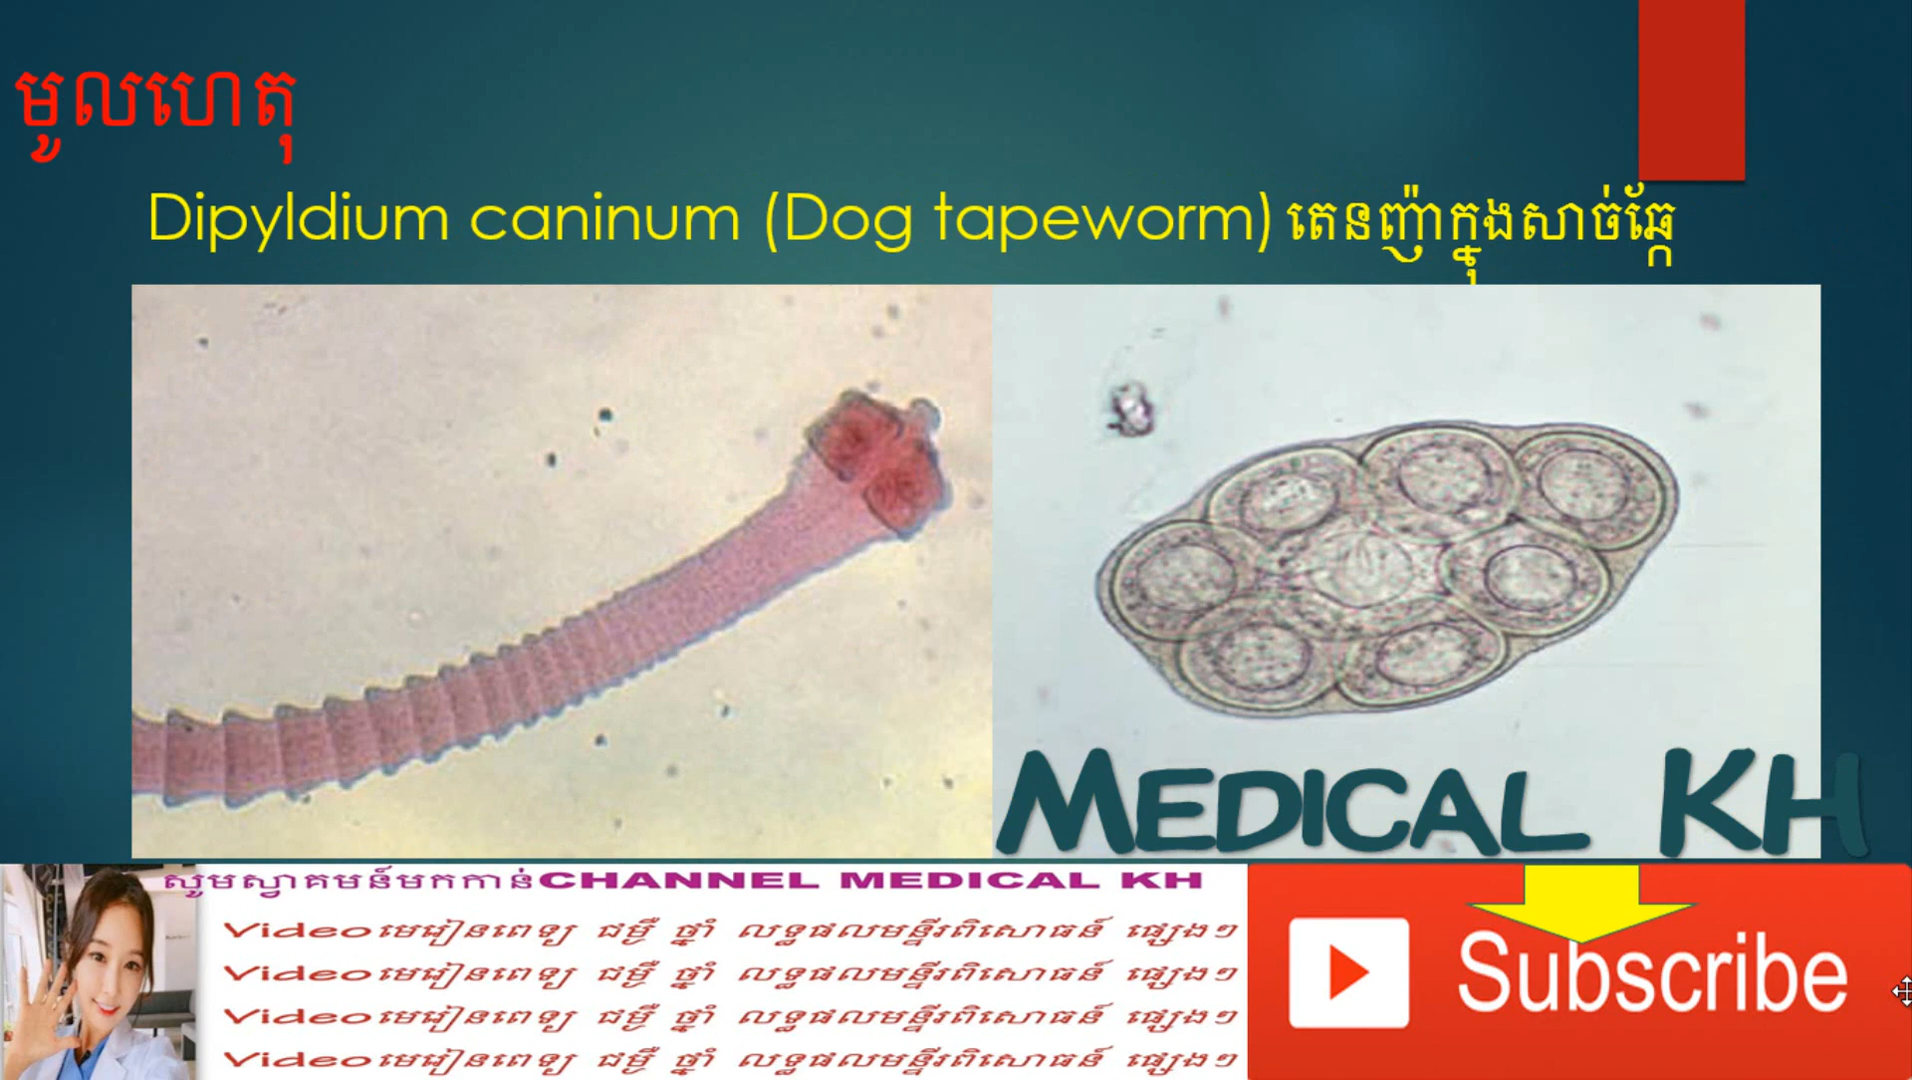 មូលហេតុ
Dipyldium caninum (Dog tapeworm) តេនញ៉ាក្នុងសាច់ឆ្កែ
MEDICAL KH
សូមស្វាគមន៍មកកាន់CHANNEL MEDICAL KH
Videoមេរៀនពេទ្យ ជម្ងឺ ថ្នាំ លទ្ធផលមន្ទីរពិសោធន៍ ផ្សេងៗ
Videoមេរៀនពេទ្យ ជម្ងឺ ថ្នាំ លទ្ធផលមន្ទីរពិសោធន៍ ផ្សេងៗ
Videoមេរៀនពេទ្យ ជម្ងឺ ថ្នាំ លទ្ធផលមន្ទីរពិសោធន៍ ផ្សេងៗ
Videoមេរៀនពេទ្យ ជម្ងឺ ថ្នាំ លទ្ធផលមន្ទីរពិសោធន៍ ផ្សេងៗ
Subscribe